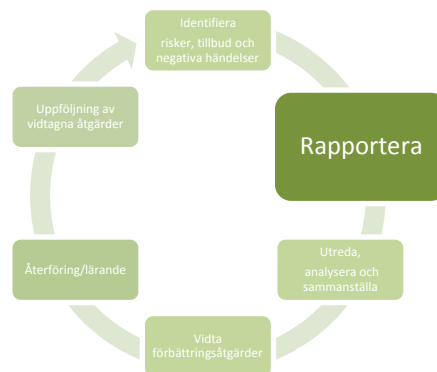 Identifiera
risker, tillbud och
negativa händelser
Rapportera
Utreda,
analysera och
sammanställa
Vidta
förbättringsåtgärder
Återföring/lärande
Uppföljning av
vidtagna åtgärder